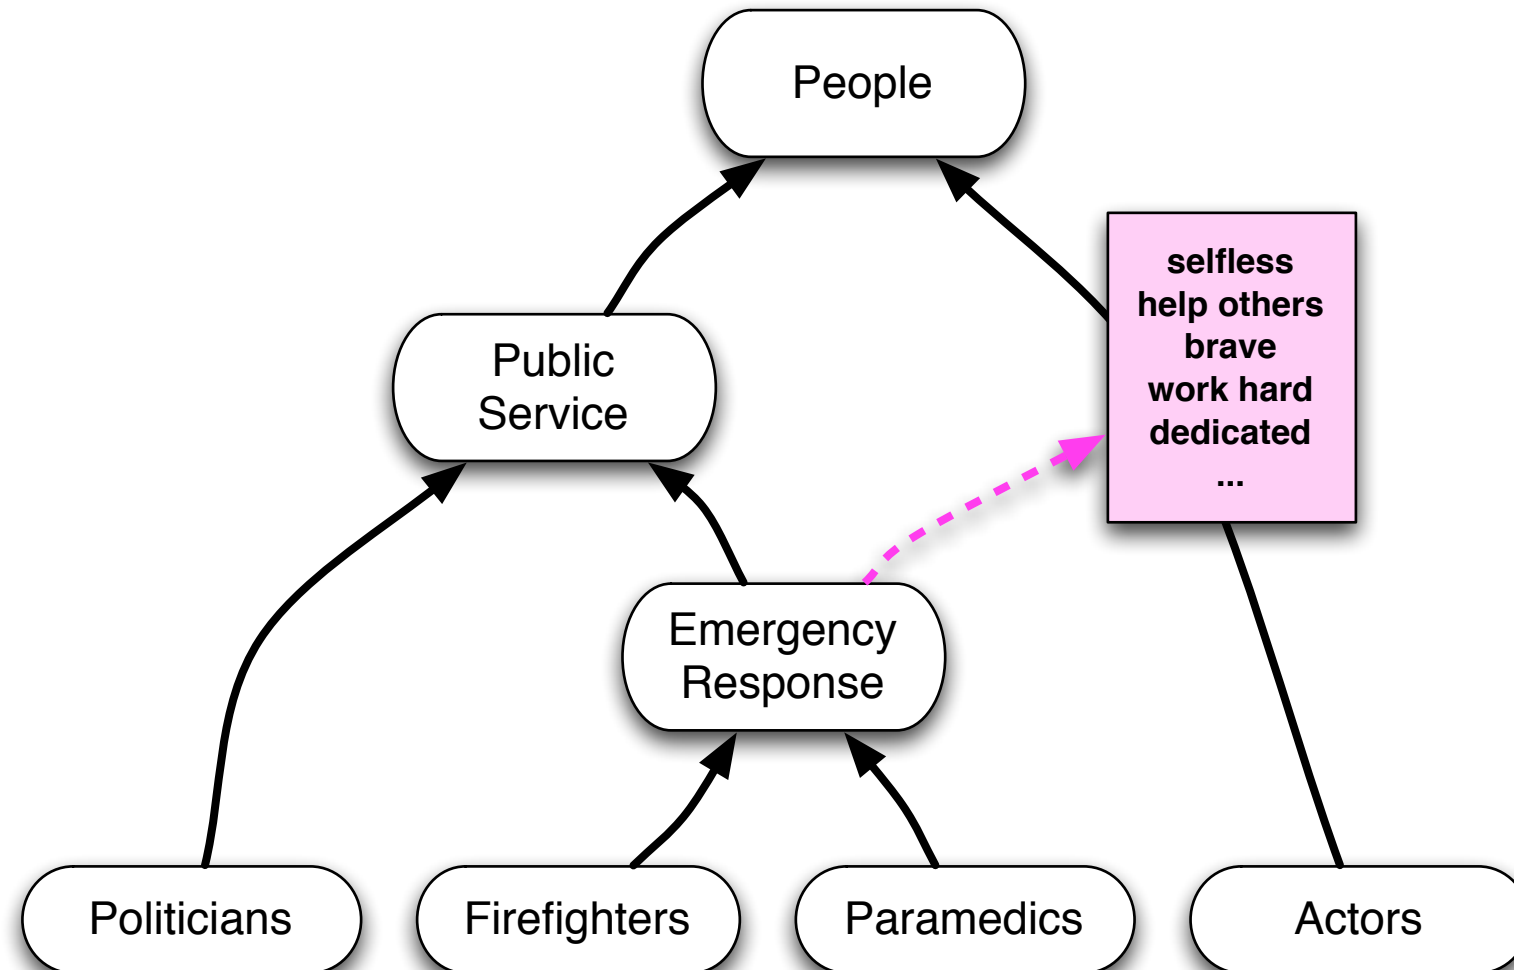 People
selfless
help others
brave
work hard
dedicated
...
Public
Service
Emergency
Response
Politicians
Firefighters
Paramedics
Actors